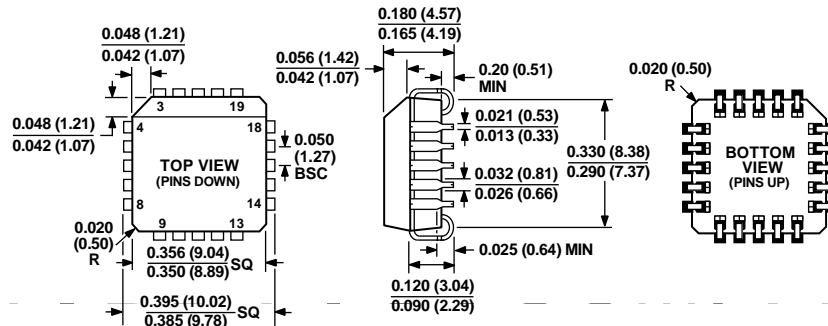 0.048 (1.21)
0.042 (1.07)
0.048 (1.21)
0.042 (1.07)
3
19
4
18
0.050
(1.27)
BSC
TOP VIEW
(PINS DOWN)
8
14
9
13
0.020
(0.50)
R
0.356 (9.04)
0.350 (8.89)
SQ
0.395 (10.02)
0.385 (9.78)
SQ
0.180 (4.57)
0.165 (4.19)
0.056 (1.42)
0.042 (1.07)
0.20 (0.51)
MIN
0.021 (0.53)
0.013 (0.33)
0.330 (8.38)
0.290 (7.37)
0.032 (0.81)
0.026 (0.66)
0.025 (0.64) MIN
0.120 (3.04)
0.090 (2.29)
0.020 (0.50)
R
BOTTOM
VIEW
(PINS UP)